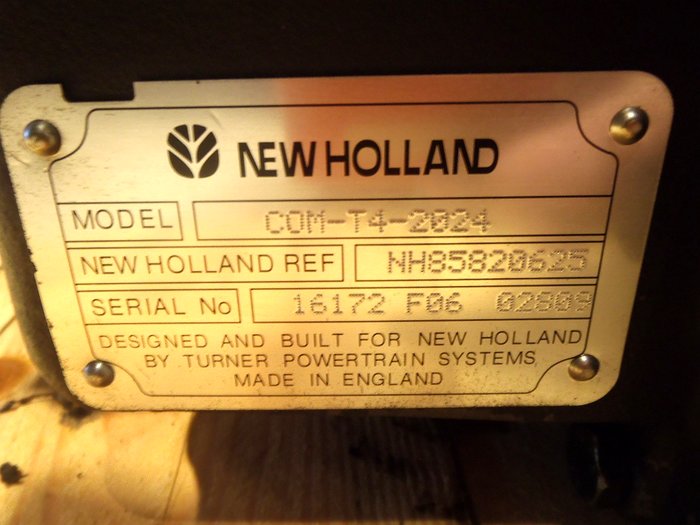 NEW HOLLAND
MODEL COM-T4-2024
NEW HOLLAND REF NH85820625
SERIAL No 16172 F06 02809
DESIGNED AND BUILT FOR NEW HOLLAND
BY TURNER POWERTRAIN SYSTEMS
MADE IN ENGLAND